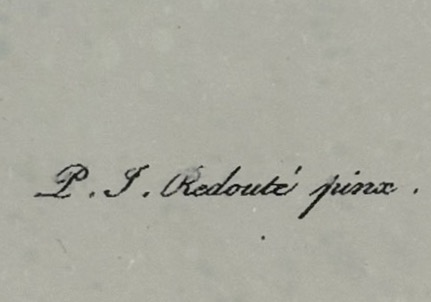 P. J. Redouté pinx.